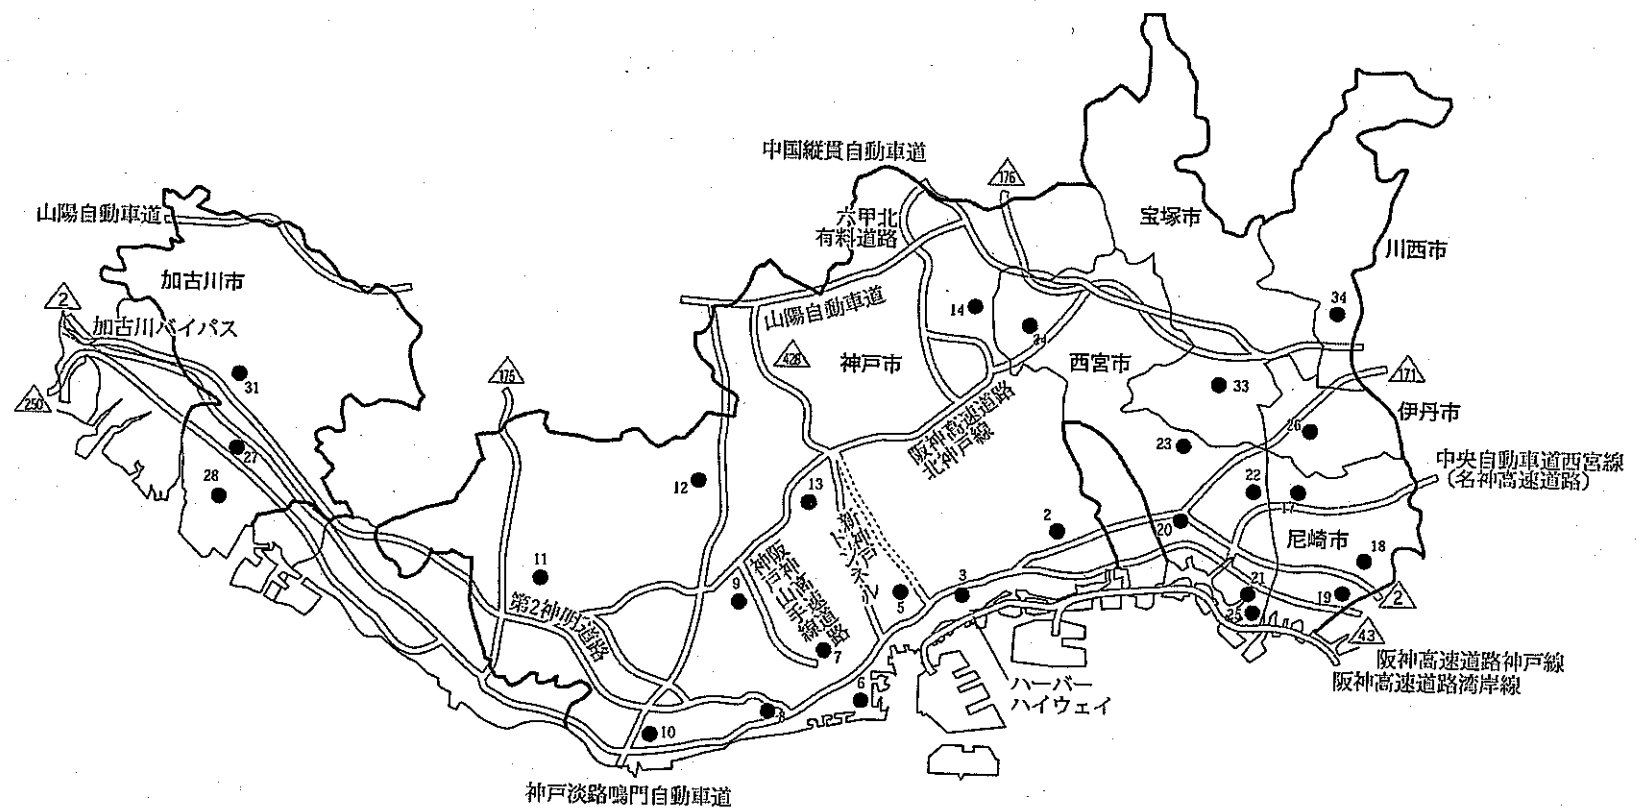 中国縦貫自動車道
176
六甲北
有料道路
宝塚市
川西市
山陽自動車道
加古川市
2
加古川バイパス
250
31
27
28
175
山陽自動車道
428
神戸市
14
24
西宮市
34
33
171
伊丹市
26
23
中央自動車道西宮線
(名神高速道路)
22
17
尼崎市
阪神高速道路
北神戸線
12
13
新神戸
トンネル
2
20
18
11
第2神明道路
9
阪神高速道路
神戸山手線
5
3
21
19
25
2
43
阪神高速道路神戸線
阪神高速道路湾岸線
7
6
8
10
ハーバー
ハイウェイ
神戸淡路鳴門自動車道